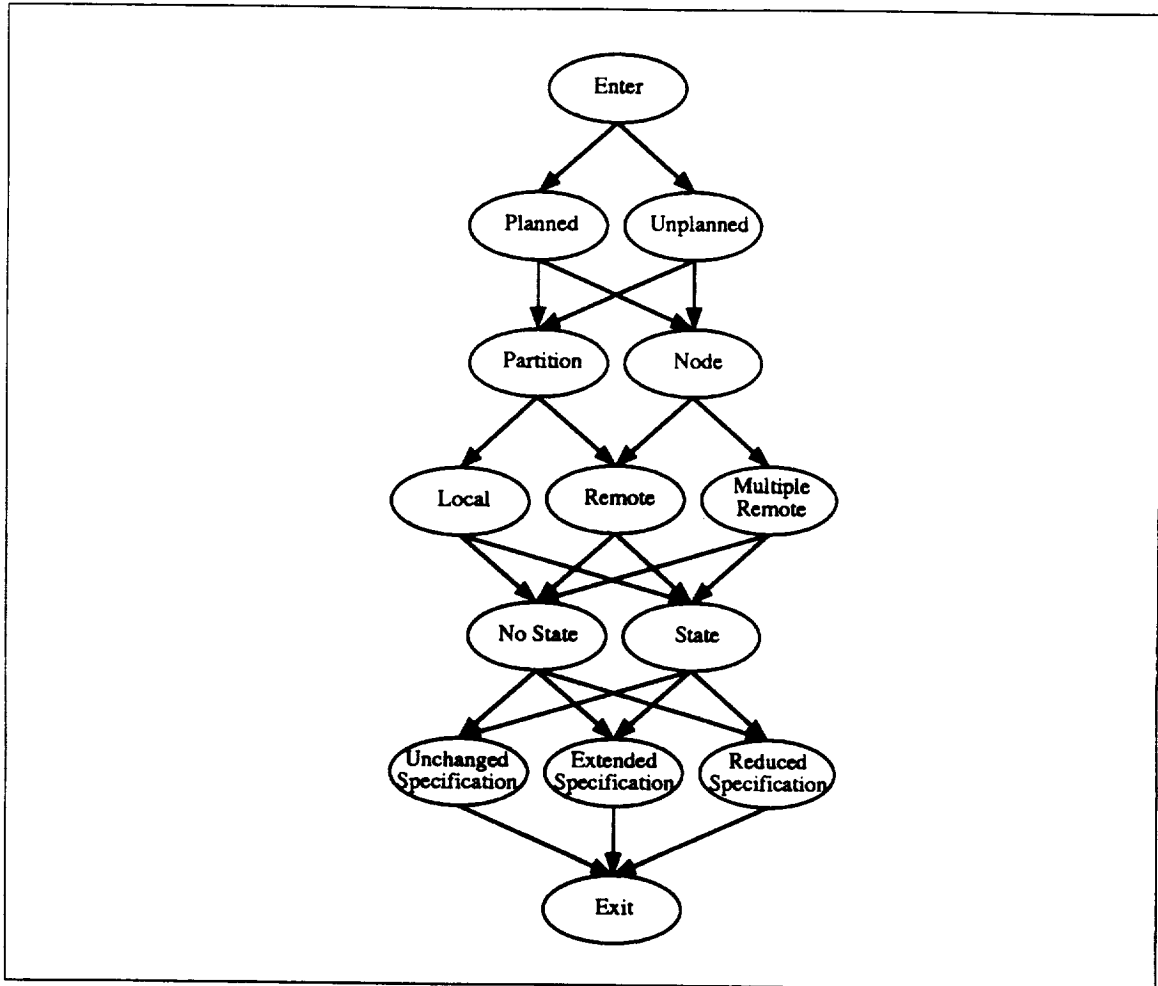 Enter
Planned
Unplanned
Partition
Node
Local
Remote
Multiple
Remote
No State
State
Unchanged
Specification
Extended
Specification
Reduced
Specification
Exit